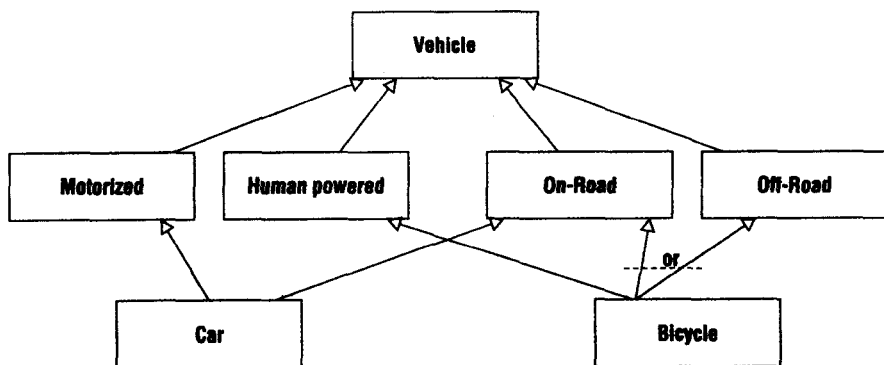 Vehicle
Motorized
Human powered
On-Road
Off-Road
or
Car
Bicycle